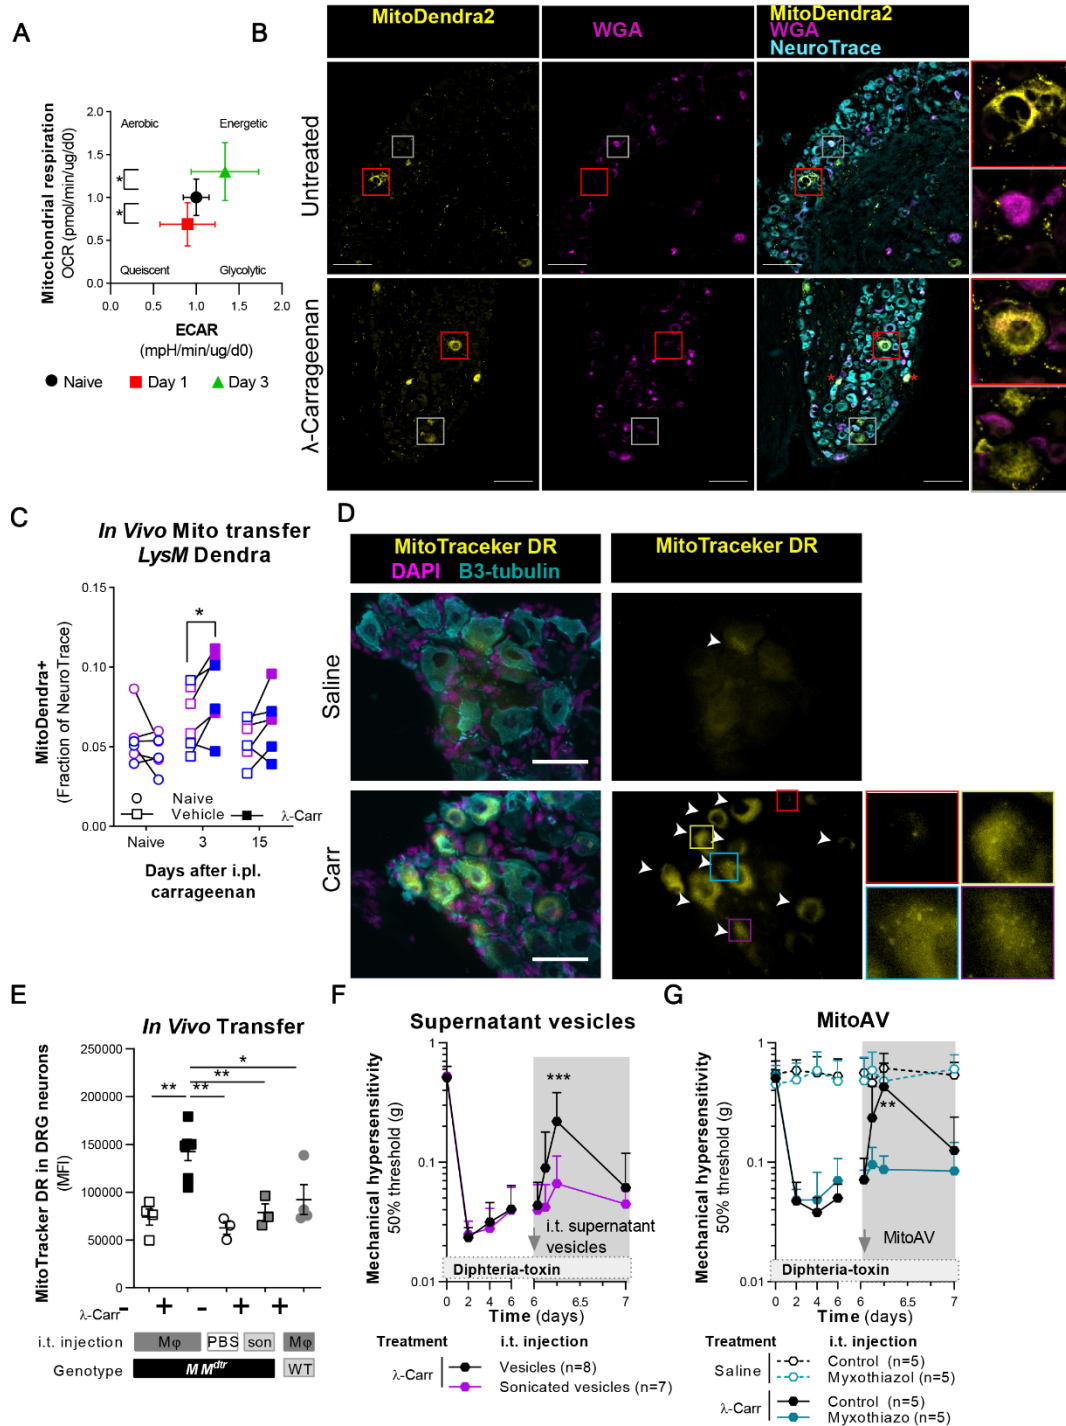 A
2.0
1.5
1.0
0.5
0.0
Aerobic
Energetic
*
*
Queiscent
Glycolytic
0.0
0.5
1.0
1.5
2.0
Mitochondrial respiration
OCR (pmol/min/ug/d0)
ECAR
(mpH/min/ug/d0)
Naive
Day 1
Day 3
B
MitoDendra2
WGA
MitoDendra2
WGA
NeuroTrace
Untreated
λ-Carrageenan
*
*
*
C
In Vivo Mito transfer
LysM Dendra
0.15
0.10
0.05
0.00
*
MitoDendra+
(Fraction of NeuroTrace)
Naive
Vehicle
λ-Carr
Naive
3
15
Days after i.pl.
carrageenan
D
MitoTraceker DR
DAPI B3-tubulin
MitoTraceker DR
Saline
Carr
E
In Vivo Transfer
250000
200000
150000
100000
50000
0
*
**
** **
MitoTracker DR in DRG neurons
(MFI)
λ-Carr
- + - + +
i.t. injection
Mφ
PBS
son
Mφ
Genotype
MMdtr
WT
F
Supernatant vesicles
1
0.1
0.01
Mechanical hypersensitivity
50% threshold (g)
***
i.t. supernatant
vesicles
Diphteria-toxin
0 2 4 6 6 6.5 7
Time (days)
Treatment i.t. injection
λ-Carr
Vesicles (n=8)
Sonicated vesicles (n=7)
G
MitoAV
1
0.1
0.01
Mechanical hypersensitivity
50% threshold (g)
**
MitoAV
Diphteria-toxin
0 2 4 6 6 6.5 7
Time (days)
Treatment i.t. injection
Saline
Control (n=5)
Myxothiazol (n=5)
λ-Carr
Control (n=5)
Myxothiazo (n=5)